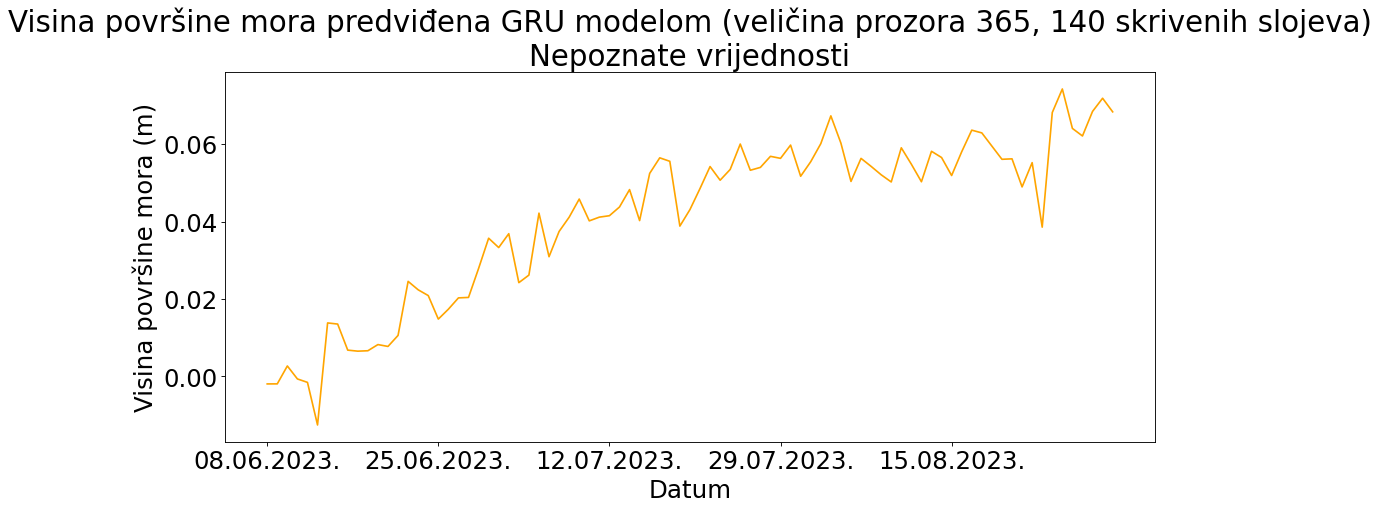 Visina površine mora predviđena GRU modelom (veličina prozora 365, 140 skrivenih slojeva)
Nepoznate vrijednosti
Visina površine mora (m)
0.06
0.04
0.02
0.00
08.06.2023. 25.06.2023. 12.07.2023. 29.07.2023. 15.08.2023.
Datum